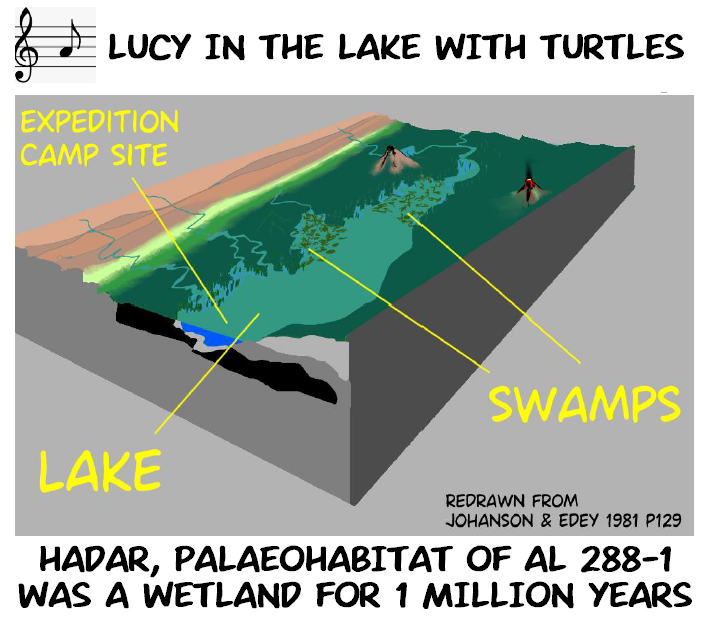 LUCY IN THE LAKE WITH TURTLES
EXPEDITION
CAMP SITE
SWAMPS
LAKE
REDRAWN FROM
JOHANSON & EDEY 1981 P129
HADAR, PALAEOHABITAT OF AL 288-1
WAS A WETLAND FOR 1 MILLION YEARS